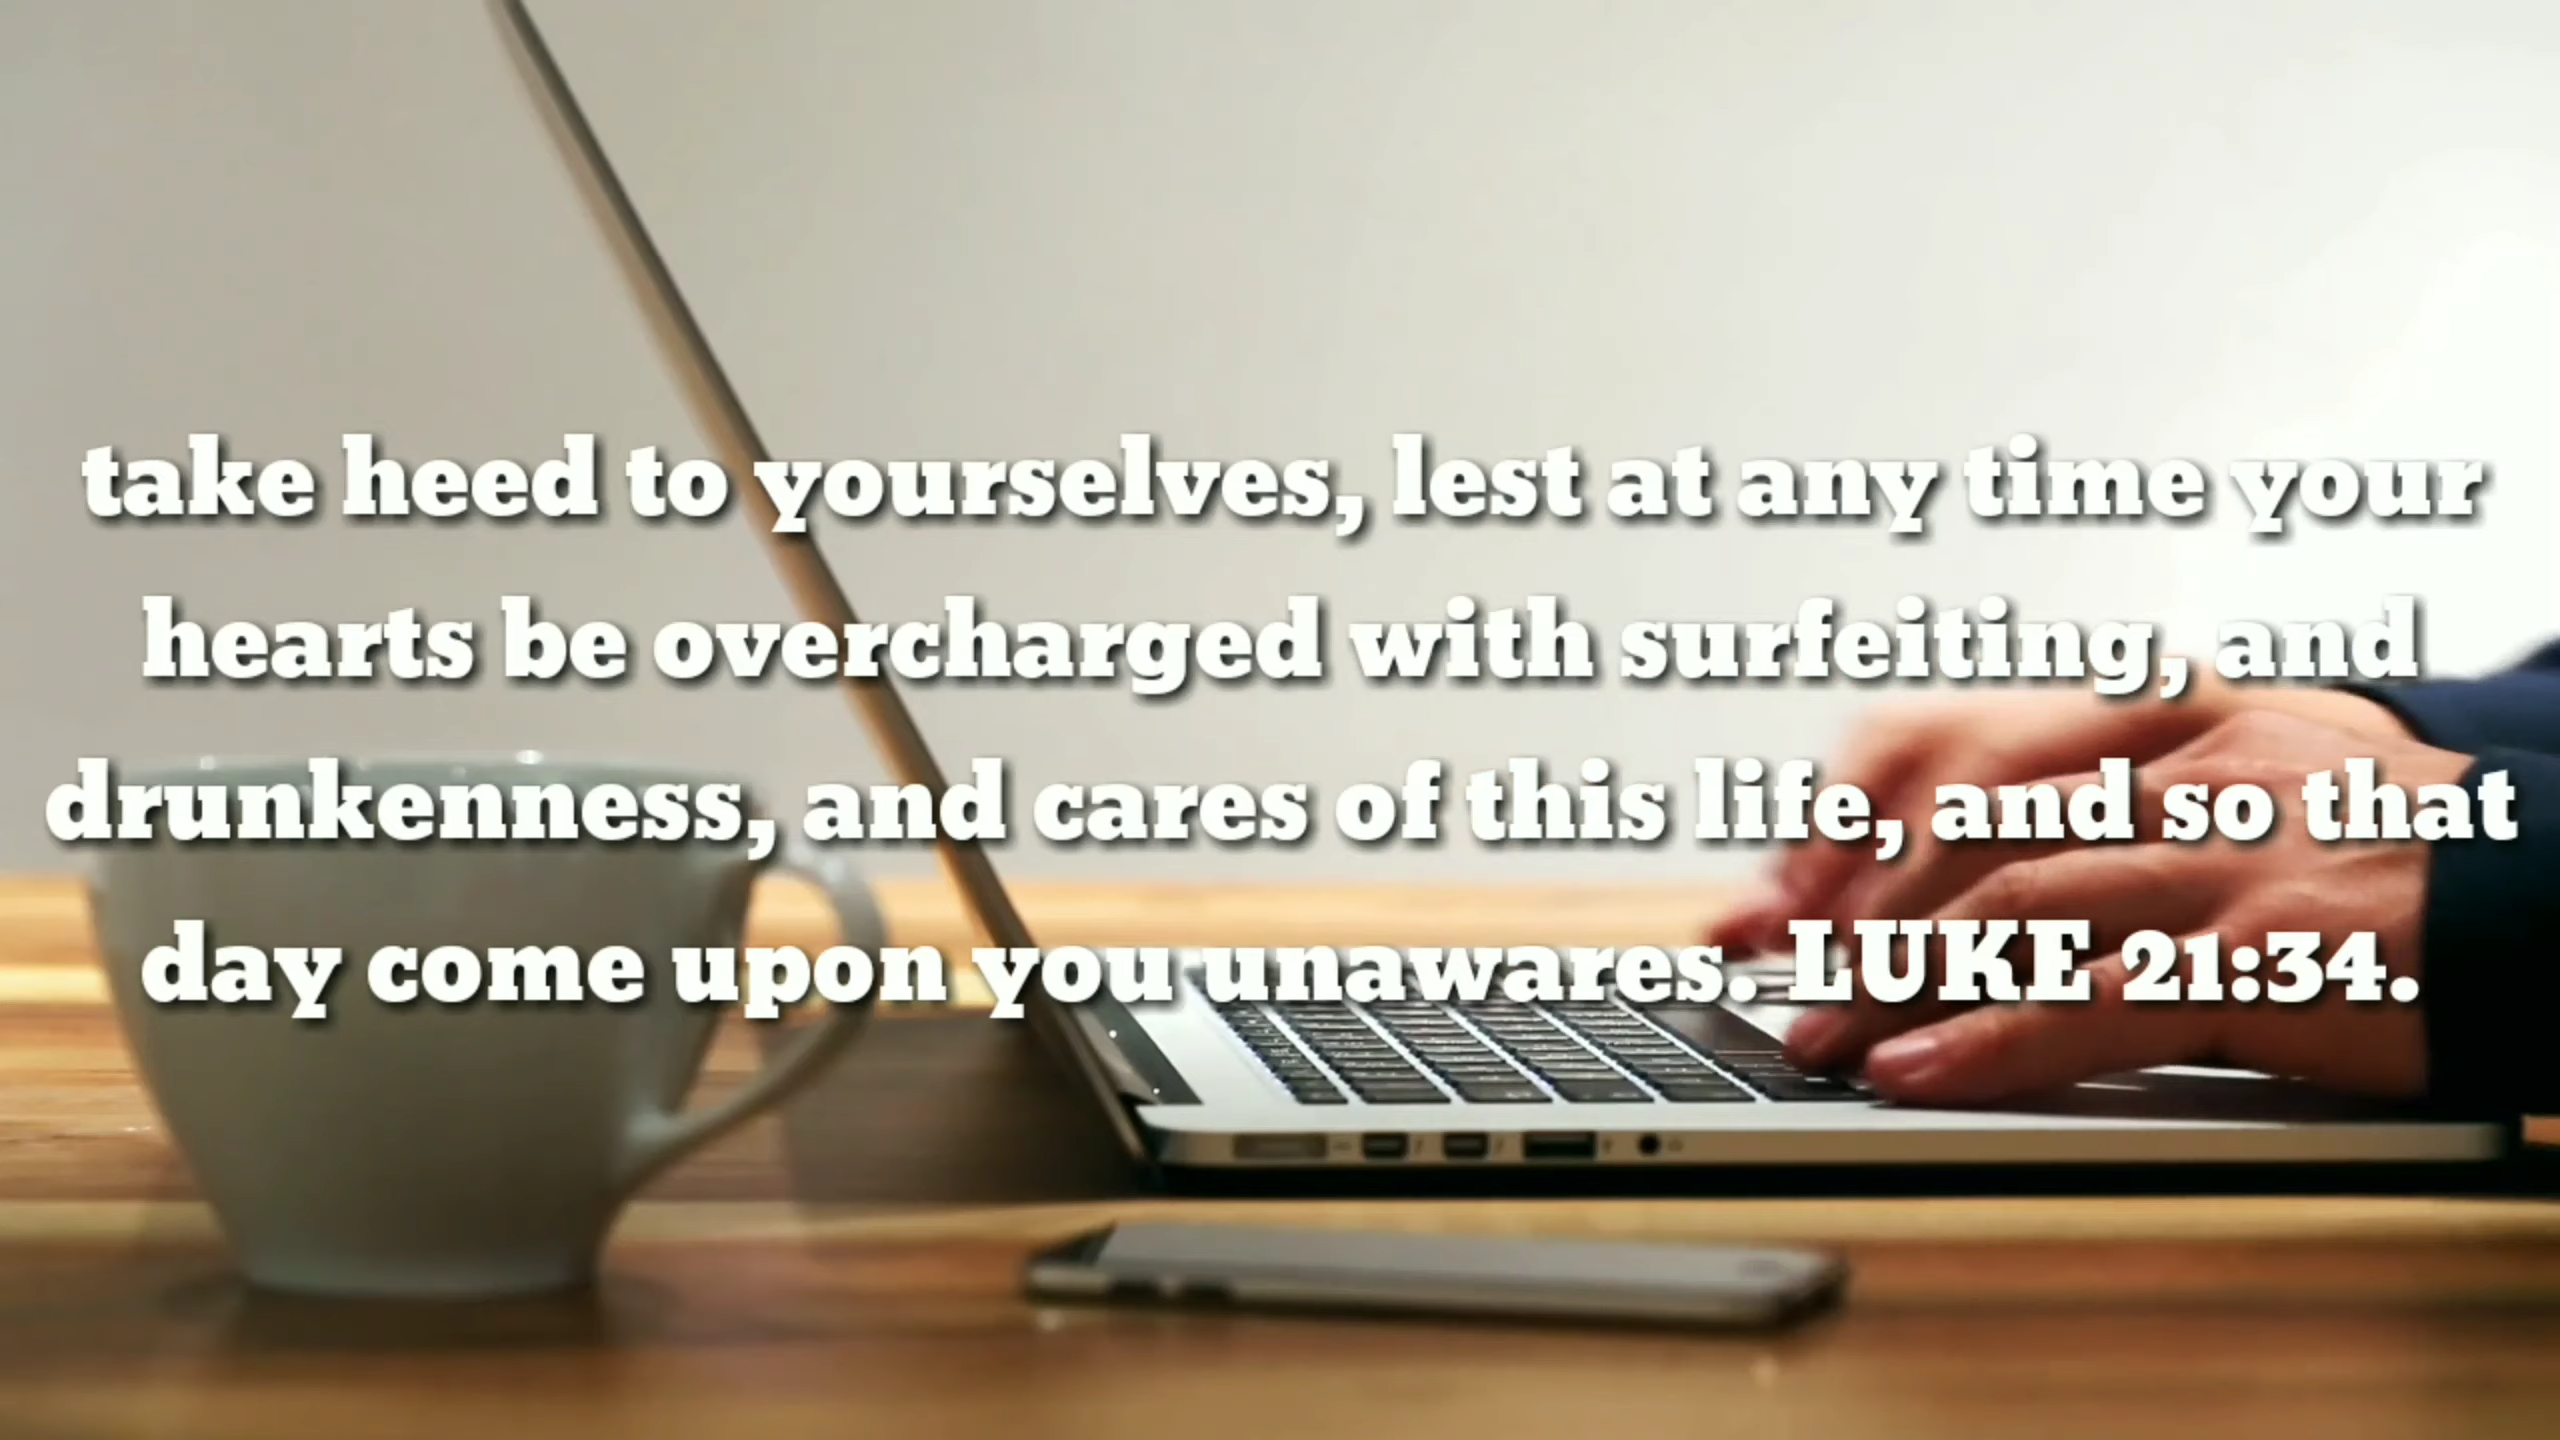 take heed to yourselves, lest at any time your
hearts be overcharged with surfeiting, and
drunkenness, and cares of this life, and so that
day come upon you unawares. LUKE 21:34.